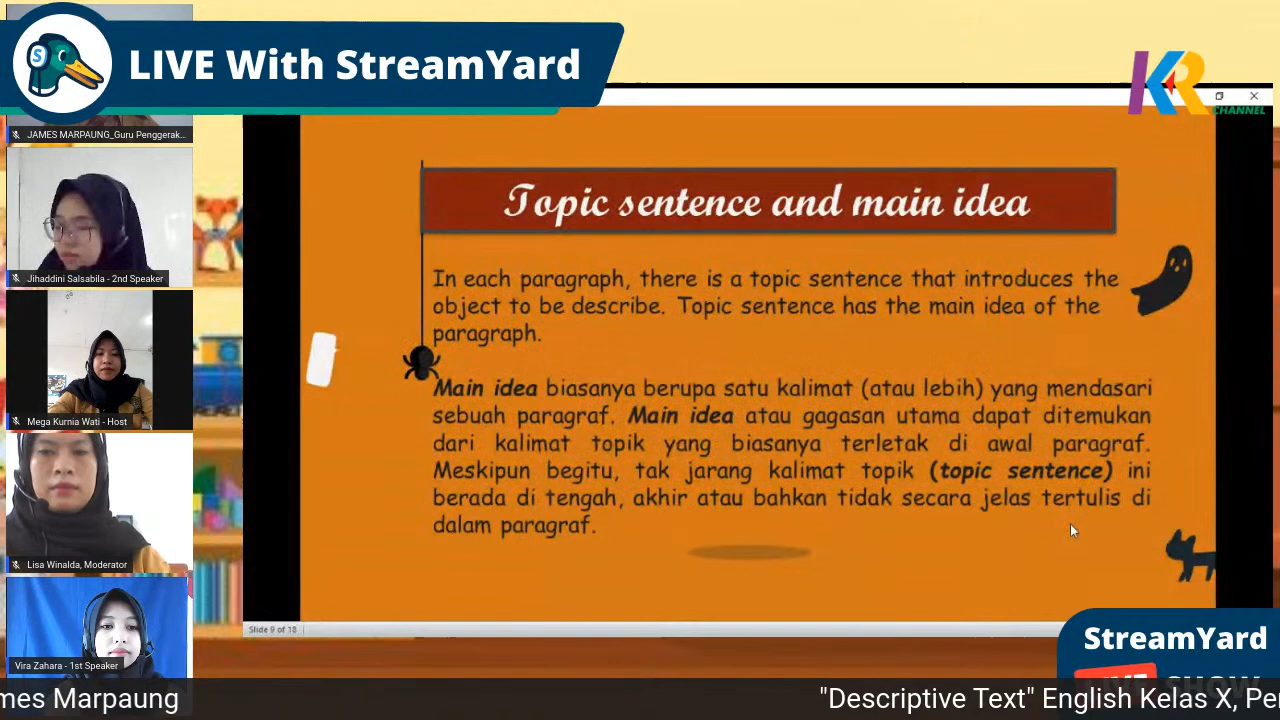 LIVE With StreamYard
KR
CHANNEL
JAMES MARPAUNG_Guru Penggerak...
Jihaddini Salsabila - 2nd Speaker
Mega Kurnia Wati - Host
Lisa Winalda, Moderator
Vira Zahara - 1st Speaker
Topic sentence and main idea
In each paragraph, there is a topic sentence that introduces the
object to be describe. Topic sentence has the main idea of the
paragraph.
Main idea biasanya berupa satu kalimat (atau lebih) yang mendasari
sebuah paragraf. Main idea atau gagasan utama dapat ditemukan
dari kalimat topik yang biasanya terletak di awal paragraf.
Meskipun begitu, tak jarang kalimat topik (topic sentence) ini
berada di tengah, akhir atau bahkan tidak secara jelas tertulis di
dalam paragraf.
Slide 9 of 18
StreamYard
LIVE SHOW
mes Marpaung "Descriptive Text" English Kelas X, Pe